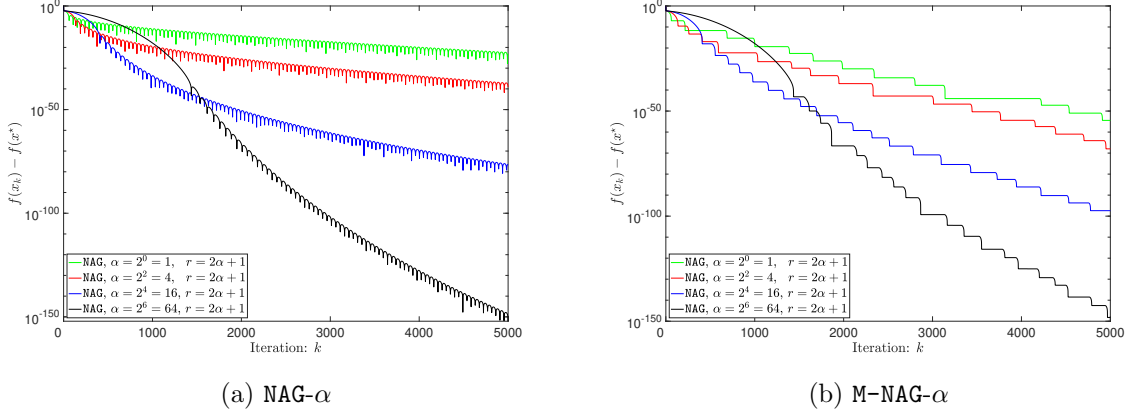 10^0
10^-50
10^-100
10^-150
f(x_k) − f(x^⋆)
NAG, α = 2^0 = 1, r = 2α + 1
NAG, α = 2^2 = 4, r = 2α + 1
NAG, α = 2^4 = 16, r = 2α + 1
NAG, α = 2^6 = 64, r = 2α + 1
0 1000 2000 3000 4000 5000
Iteration: k
(a) NAG-α
10^0
10^-50
10^-100
10^-150
f(x_k) − f(x^⋆)
NAG, α = 2^0 = 1, r = 2α + 1
NAG, α = 2^2 = 4, r = 2α + 1
NAG, α = 2^4 = 16, r = 2α + 1
NAG, α = 2^6 = 64, r = 2α + 1
0 1000 2000 3000 4000 5000
Iteration: k
(b) M-NAG-α